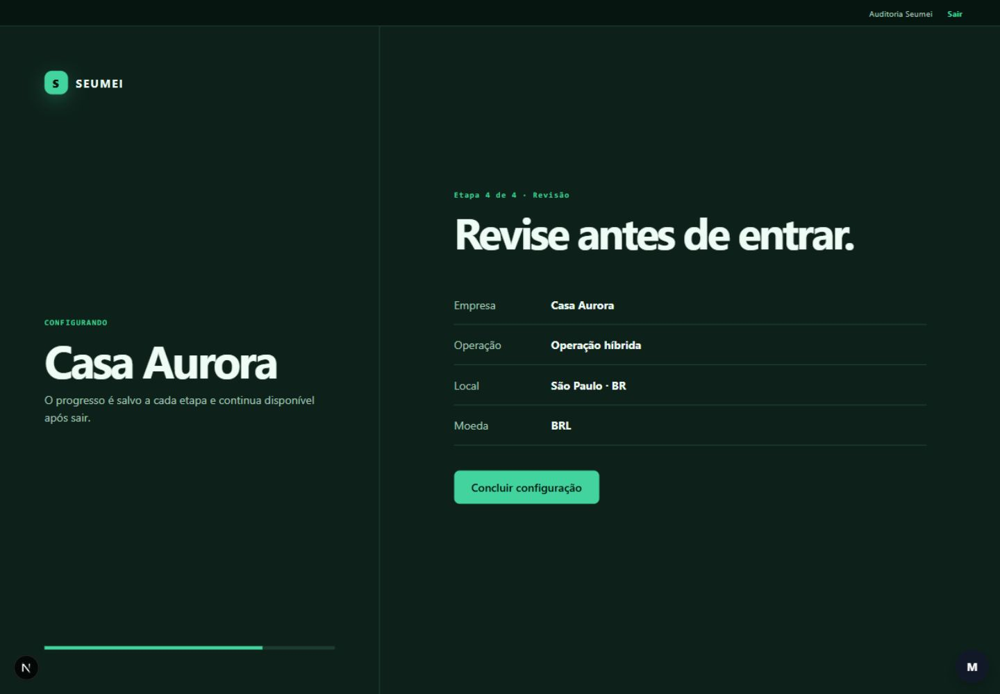 Auditoria Seumei Sair
S SEUMEI
CONFIGURANDO
Casa Aurora
O progresso é salvo a cada etapa e continua disponível
após sair.
Etapa 4 de 4 · Revisão
Revise antes de entrar.
Empresa Casa Aurora
Operação Operação híbrida
Local São Paulo · BR
Moeda BRL
Concluir configuração
N
M